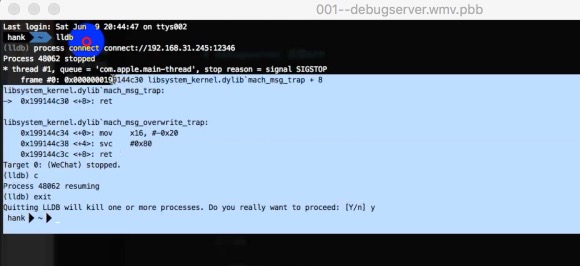 001--debugserver.wmv.pbb
Last login: Sat Jun  9 20:44:47 on ttys002
hank ~ lldb
(lldb) process connect connect://192.168.31.245:12346
Process 48062 stopped
* thread #1, queue = 'com.apple.main-thread', stop reason = signal SIGSTOP
    frame #0: 0x0000000199144c30 libsystem_kernel.dylib`mach_msg_trap + 8
libsystem_kernel.dylib`mach_msg_trap:
->  0x199144c30 <+8>: ret

libsystem_kernel.dylib`mach_msg_overwrite_trap:
    0x199144c34 <+0>: mov    x16, #-0x20
    0x199144c38 <+4>: svc    #0x80
    0x199144c3c <+8>: ret
Target 0: (WeChat) stopped.
(lldb) c
Process 48062 resuming
(lldb) exit
Quitting LLDB will kill one or more processes. Do you really want to proceed: [Y/n] y
hank ~